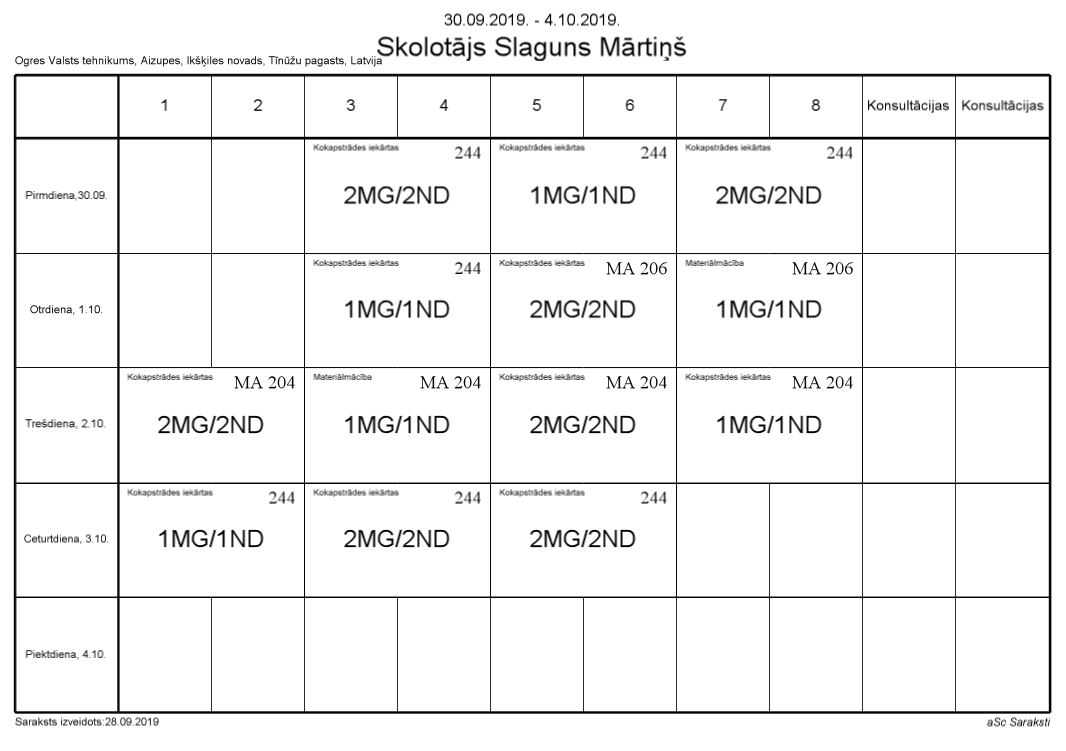 30.09.2019. - 4.10.2019.
Skolotājs Slaguns Mārtiņš
Ogres Valsts tehnikums, Aizupes, Ikšķiles novads, Tīnūžu pagasts, Latvija
1 2 3 4 5 6 7 8 Konsultācijas Konsultācijas
Pirmdiena,30.09.
Kokapstrādes iekārtas 244
2MG/2ND
Kokapstrādes iekārtas 244
1MG/1ND
Kokapstrādes iekārtas 244
2MG/2ND
Otrdiena, 1.10.
Kokapstrādes iekārtas 244
1MG/1ND
Kokapstrādes iekārtas MA 206
2MG/2ND
Materiālmācība MA 206
1MG/1ND
Trešdiena, 2.10.
Kokapstrādes iekārtas MA 204
2MG/2ND
Materiālmācība MA 204
1MG/1ND
Kokapstrādes iekārtas MA 204
2MG/2ND
Kokapstrādes iekārtas MA 204
1MG/1ND
Ceturtdiena, 3.10.
Kokapstrādes iekārtas 244
1MG/1ND
Kokapstrādes iekārtas 244
2MG/2ND
Kokapstrādes iekārtas 244
2MG/2ND
Piektdiena, 4.10.
Saraksts izveidots:28.09.2019
aSc Saraksti